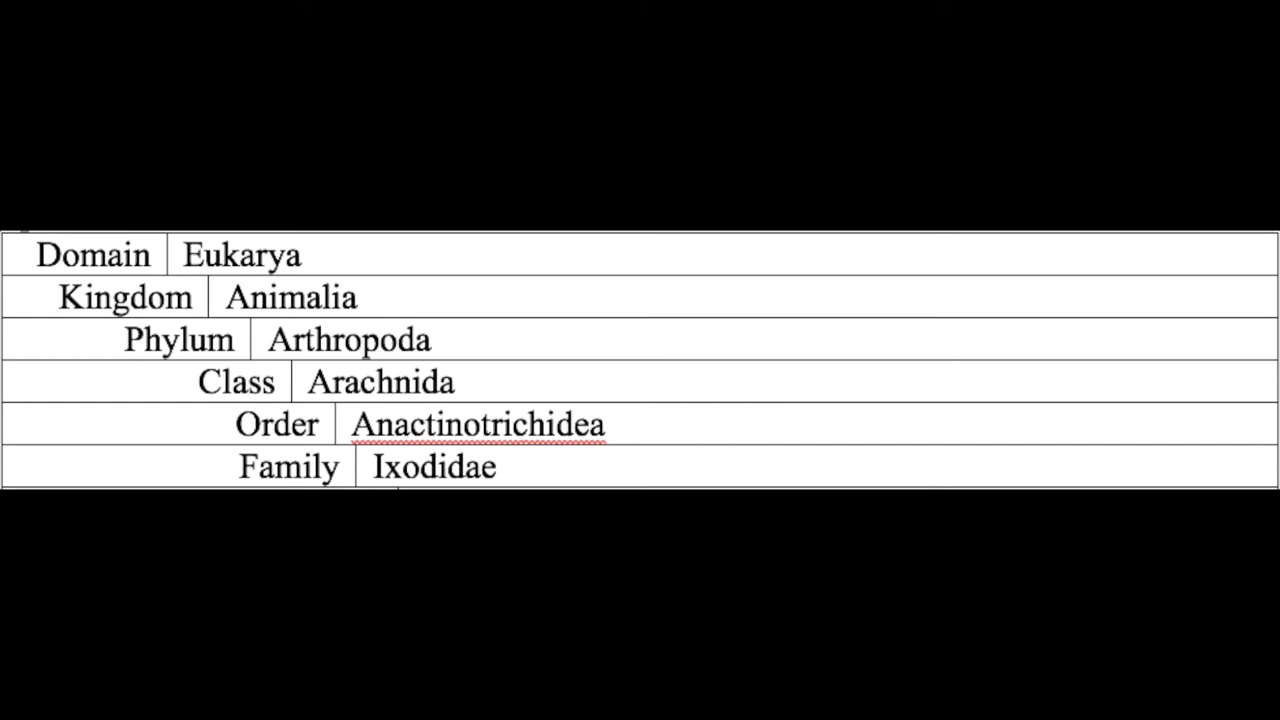 Domain Eukarya
Kingdom Animalia
Phylum Arthropoda
Class Arachnida
Order Anactinotrichidea
Family Ixodidae